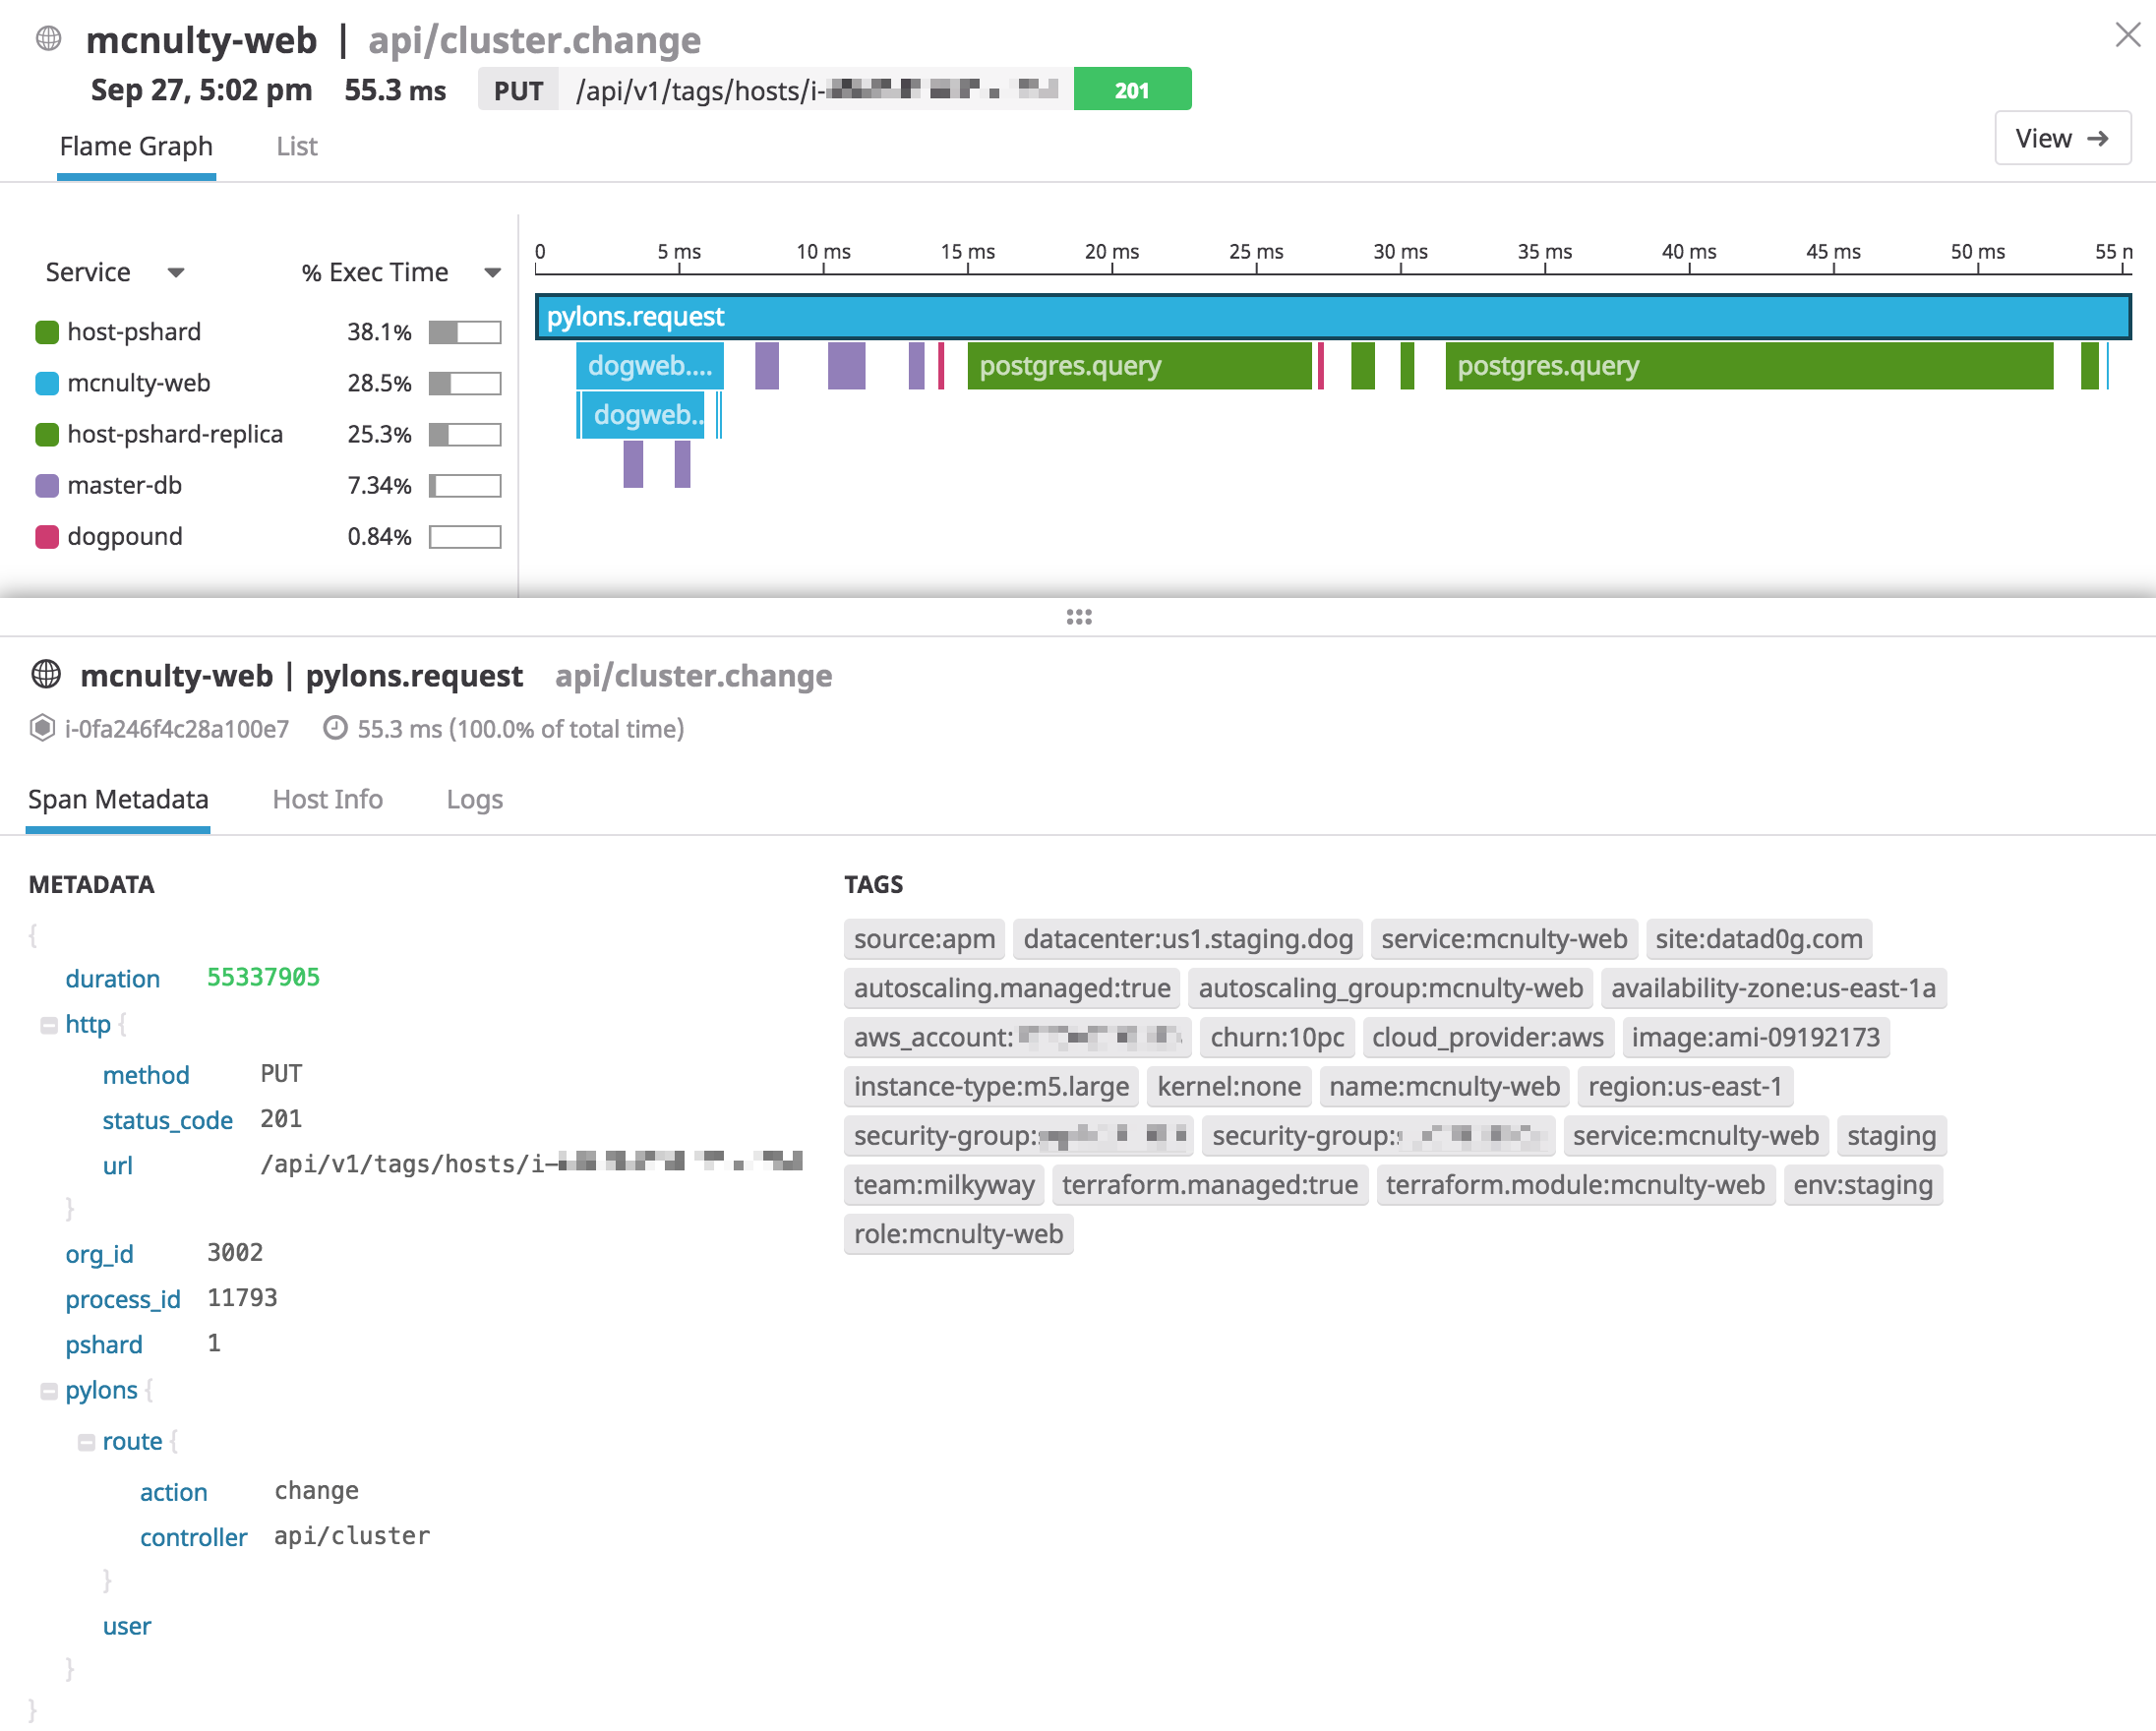 mcnulty-web | api/cluster.change
Sep 27, 5:02 pm 55.3 ms PUT /api/v1/tags/hosts/i- 201
Flame Graph List
View →
0 5 ms 10 ms 15 ms 20 ms 25 ms 30 ms 35 ms 40 ms 45 ms 50 ms 55 n
Service % Exec Time
pylons.request
host-pshard 38.1%
dogweb.... postgres.query postgres.query
mcnulty-web 28.5%
dogweb..
host-pshard-replica 25.3%
master-db 7.34%
dogpound 0.84%
mcnulty-web | pylons.request api/cluster.change
i-0fa246f4c28a100e7 55.3 ms (100.0% of total time)
Span Metadata Host Info Logs
METADATA
{
duration 55337905
http {
method PUT
status_code 201
url /api/v1/tags/hosts/i-
}
org_id 3002
process_id 11793
pshard 1
pylons {
route {
action change
controller api/cluster
}
user
}
}
TAGS
source:apm datacenter:us1.staging.dog service:mcnulty-web site:datad0g.com
autoscaling.managed:true autoscaling_group:mcnulty-web availability-zone:us-east-1a
aws_account: churn:10pc cloud_provider:aws image:ami-09192173
instance-type:m5.large kernel:none name:mcnulty-web region:us-east-1
security-group: security-group: service:mcnulty-web staging
team:milkyway terraform.managed:true terraform.module:mcnulty-web env:staging
role:mcnulty-web